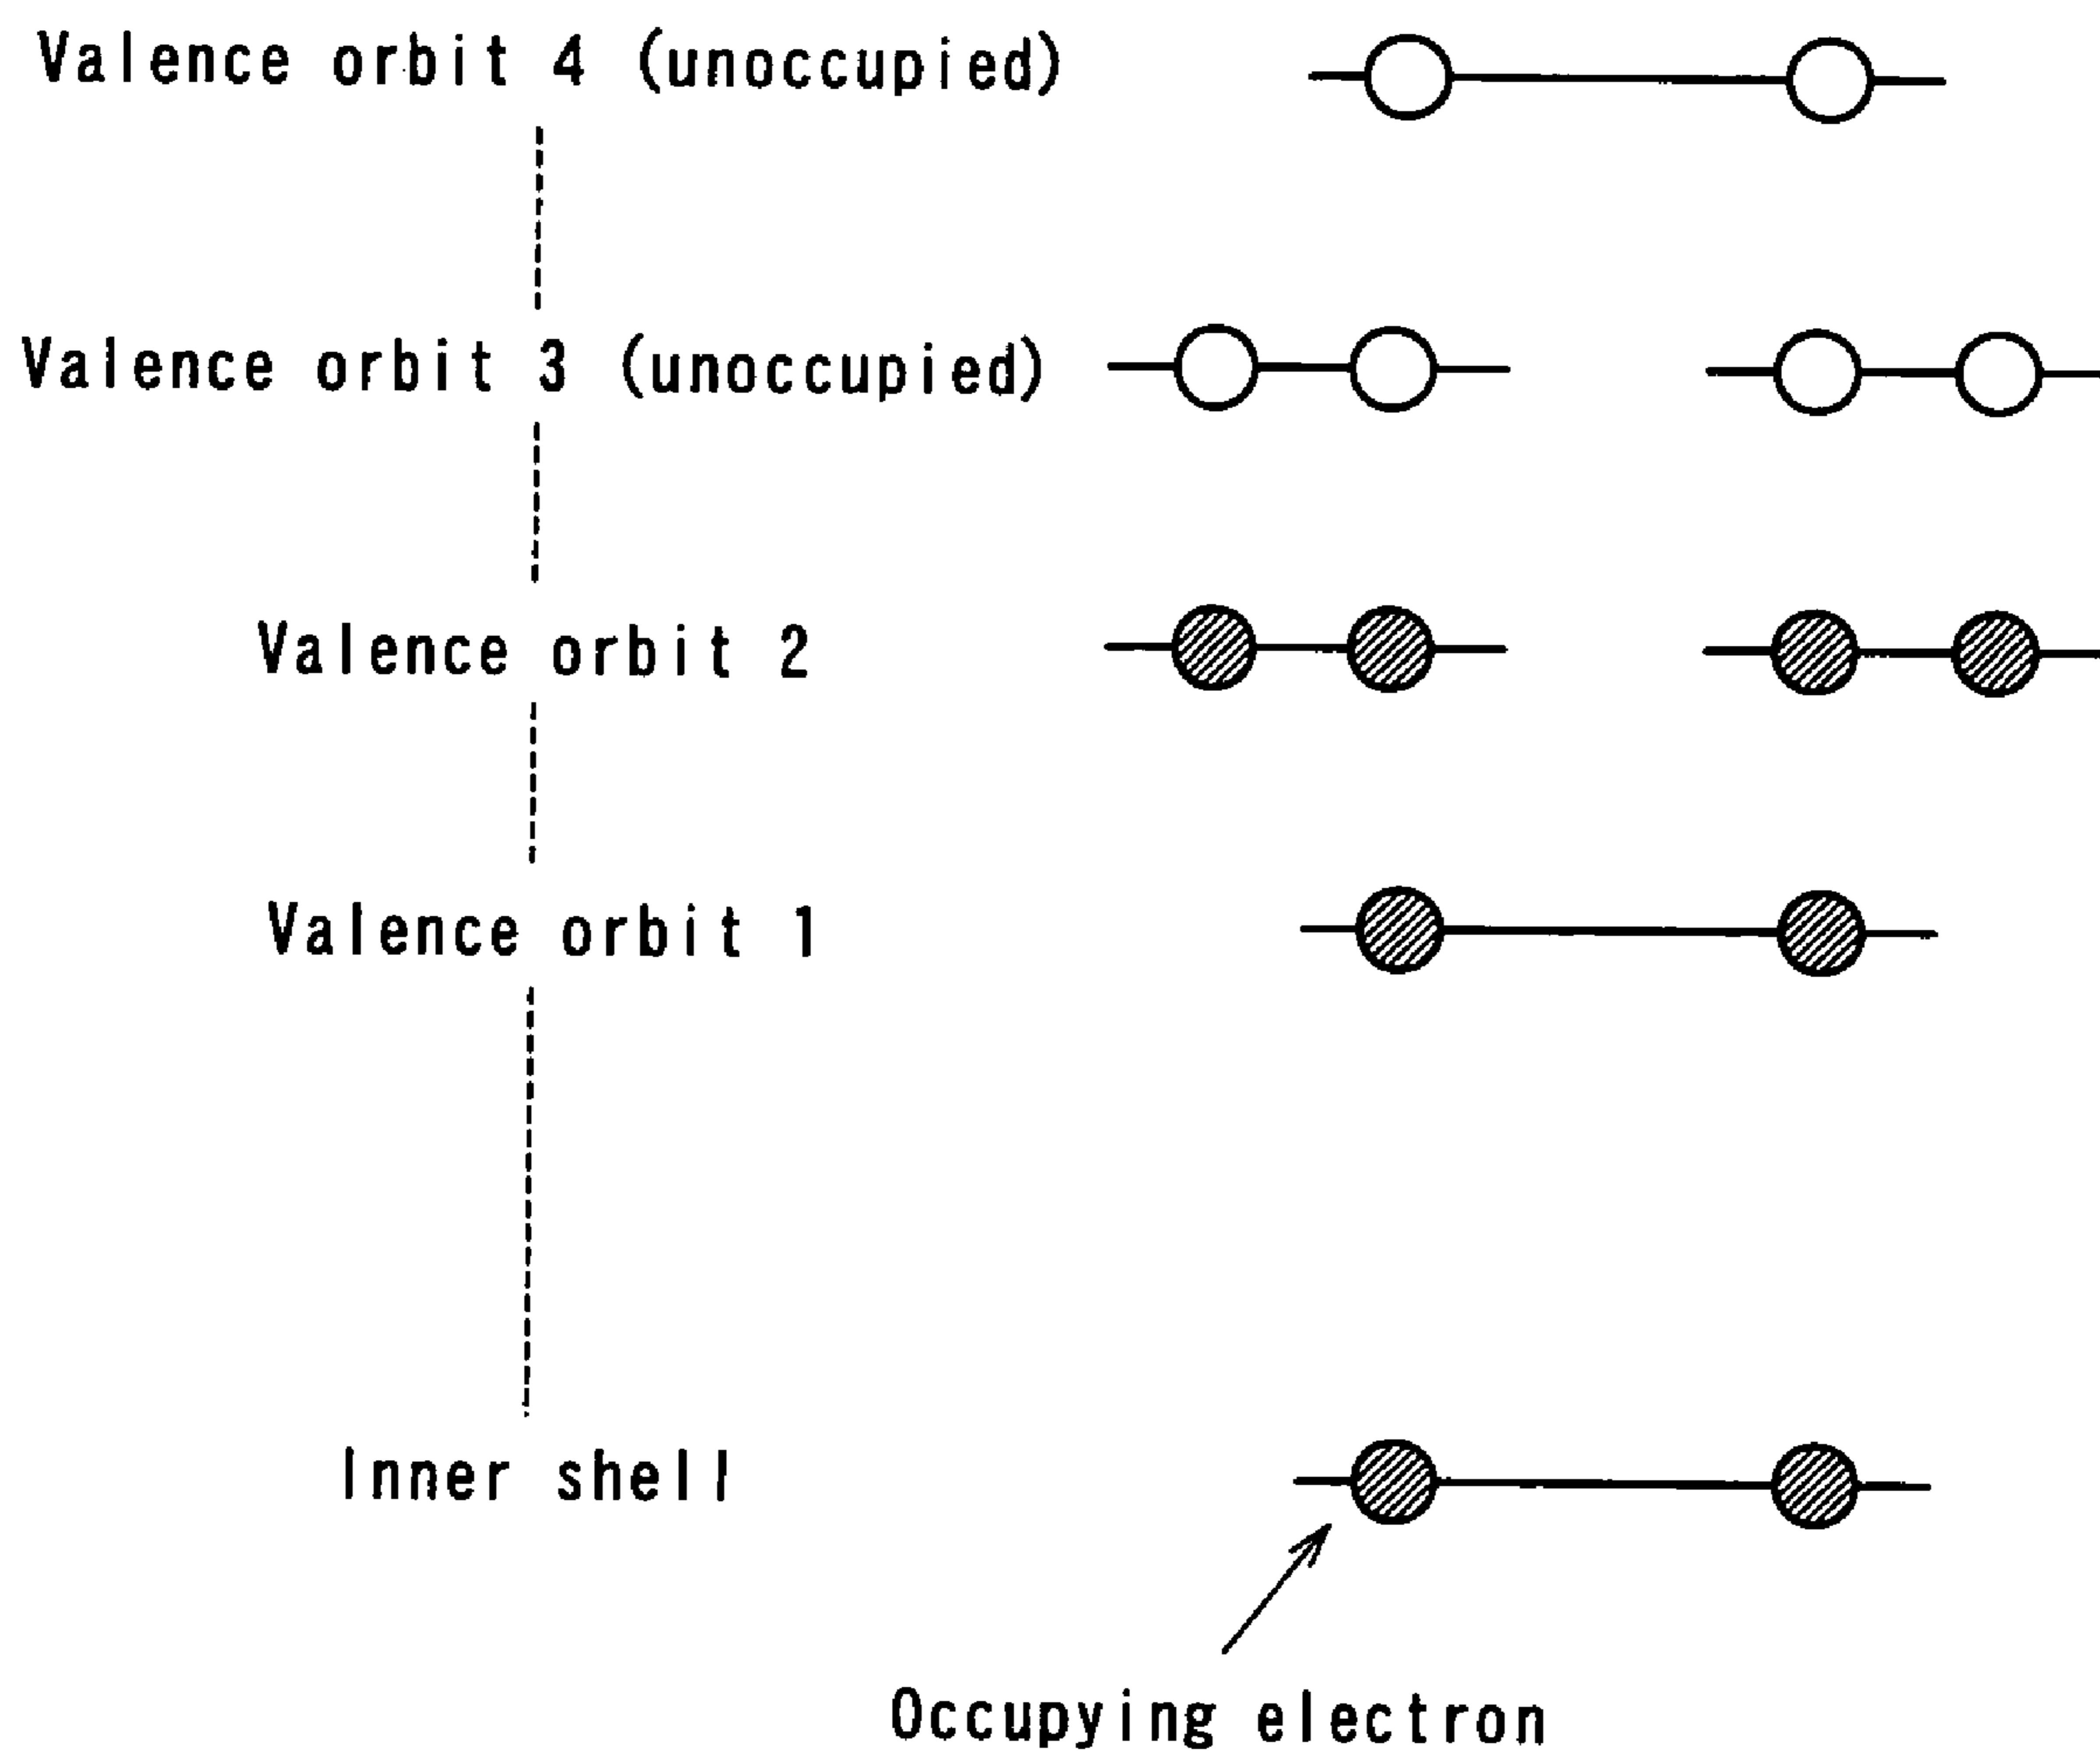 Valence orbit 4 (unoccupied)
Valence orbit 3 (unoccupied)
Valence orbit 2
Valence orbit 1
Inner shell
Occupying electron